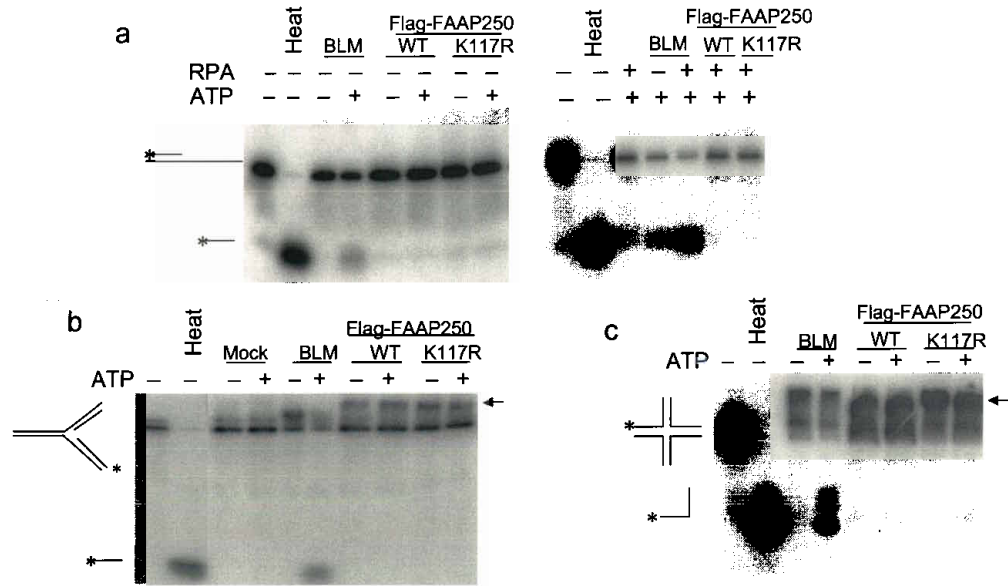 a
Heat
BLM
Flag-FAAP250
WT K117R
RPA − − − − − − − −
ATP − − − + − + − +
Heat
BLM
Flag-FAAP250
WT K117R
− − + − + + +
− − + + + + +
*
*
b
Heat
Mock
BLM
Flag-FAAP250
WT K117R
ATP − − − + − + − + − +
*
*
c
Heat
BLM
Flag-FAAP250
WT K117R
ATP − − − + − + − +
*
*